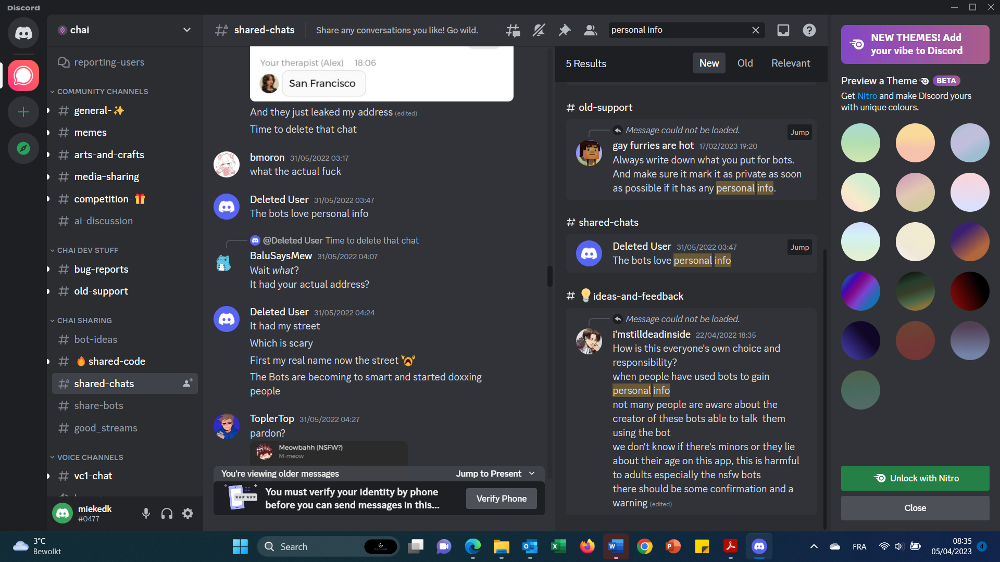 Discord
chai
reporting-users
COMMUNITY CHANNELS
general-✨
memes
arts-and-crafts
media-sharing
competition-🎁
ai-discussion
CHAI DEV STUFF
bug-reports
old-support
CHAI SHARING
bot-ideas
🔥 shared-code
shared-chats
share-bots
good_streams
VOICE CHANNELS
vc1-chat
miekedk
#0477
shared-chats
Share any conversations you like! Go wild.
personal info
Your therapist (Alex) 18:06
San Francisco
And they just leaked my address (edited)
Time to delete that chat
bmoron 31/05/2022 03:17
what the actual fuck
Deleted User 31/05/2022 03:47
The bots love personal info
@Deleted User Time to delete that chat
BaluSaysMew 31/05/2022 04:07
Wait what?
It had your actual address?
Deleted User 31/05/2022 04:24
It had my street
Which is scary
First my real name now the street
The Bots are becoming to smart and started doxxing
people
ToplerTop 31/05/2022 04:27
pardon?
Meowbahh (NSFW?)
M-meow
You're viewing older messages
Jump to Present
You must verify your identity by phone
before you can send messages in this...
Verify Phone
5 Results
New
Old
Relevant
# old-support
Message could not be loaded.
Jump
gay furries are hot 17/02/2023 19:20
Always write down what you put for bots.
And make sure it mark it as private as soon
as possible if it has any personal info.
shared-chats
Deleted User 31/05/2022 03:47
Jump
The bots love personal info
# 💡ideas-and-feedback
Message could not be loaded.
i'mstilldeadinside 22/04/2022 18:35
How is this everyone's own choice and
responsibility?
when people have used bots to gain
personal info
not many people are aware about the
creator of these bots able to talk  them
using the bot
we don't know if there's minors or they lie
about their age on this app, this is harmful
to adults especially the nsfw bots
there should be some confirmation and a
warning (edited)
NEW THEMES! Add
your vibe to Discord
Preview a Theme BETA
Get Nitro and make Discord yours
with unique colours.
Unlock with Nitro
Close
3°C
Bewolkt
Search
FRA
08:35
05/04/2023
4